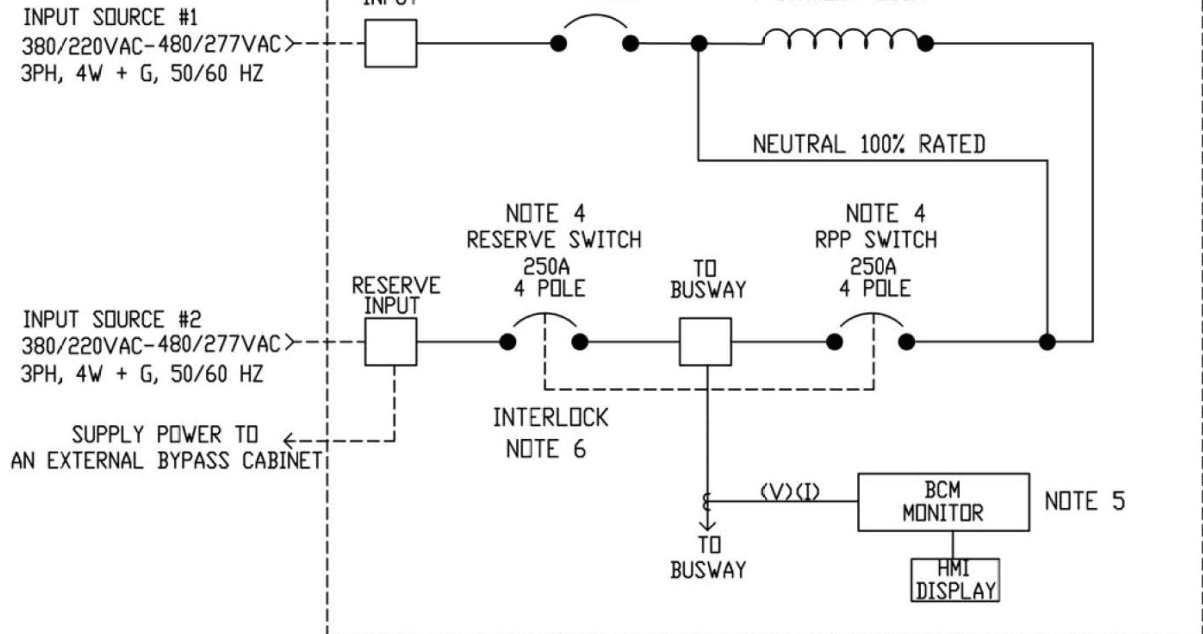 INPUT
INPUT SOURCE #1
380/220VAC-480/277VAC
3PH, 4W + G, 50/60 HZ
NEUTRAL 100% RATED
NOTE 4
RESERVE SWITCH
250A
4 POLE
NOTE 4
RPP SWITCH
250A
4 POLE
TO
BUSWAY
RESERVE
INPUT
INPUT SOURCE #2
380/220VAC-480/277VAC
3PH, 4W + G, 50/60 HZ
INTERLOCK
NOTE 6
SUPPLY POWER TO
AN EXTERNAL BYPASS CABINET
(V)(I)
BCM
MONITOR
NOTE 5
TO
BUSWAY
HMI
DISPLAY